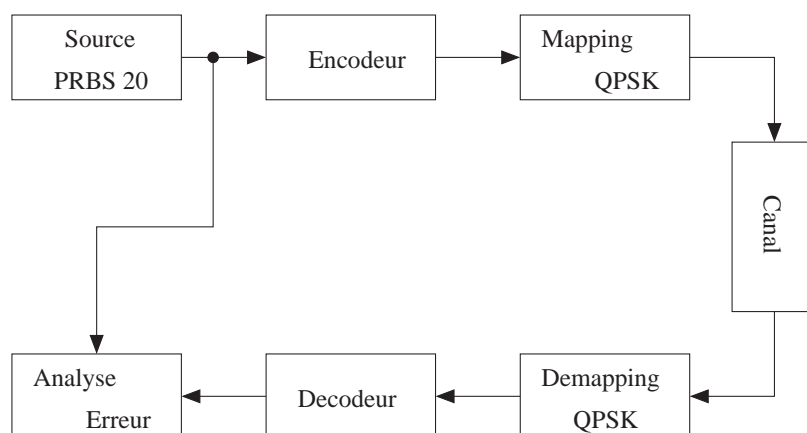 Source
PRBS 20
Encodeur
Mapping
QPSK
Canal
Analyse
Erreur
Decodeur
Demapping
QPSK